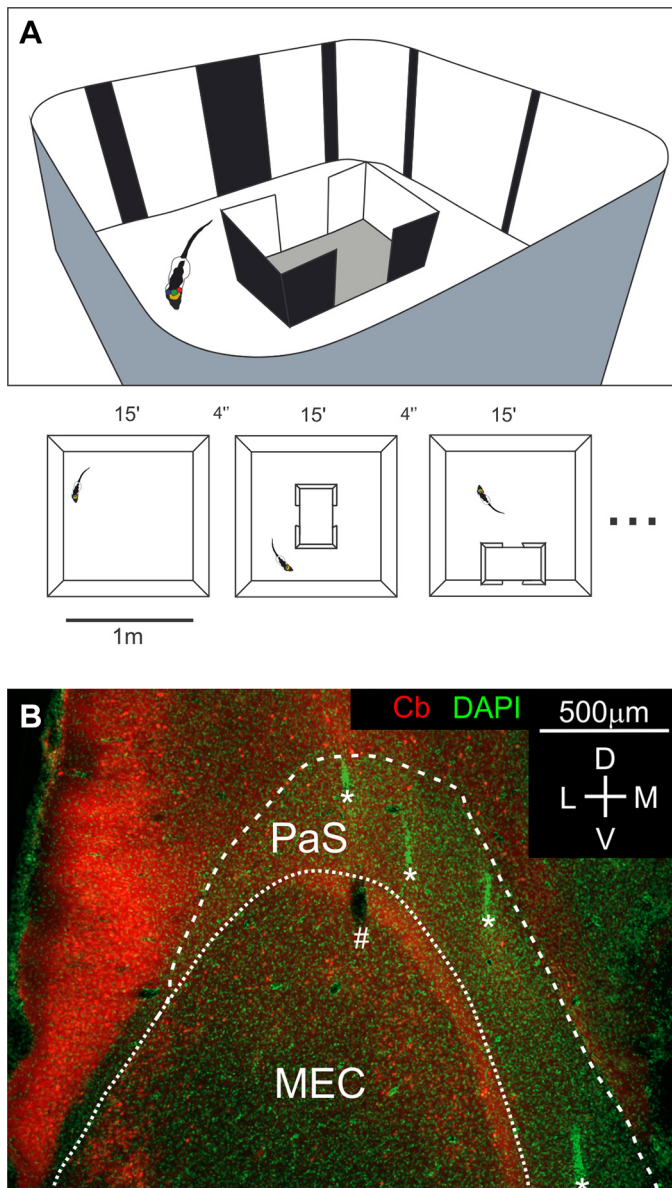 A
15' 4" 15' 4" 15'
1m
B
Cb DAPI
500μm
D
L M
V
*
PaS
*
*
#
MEC
*